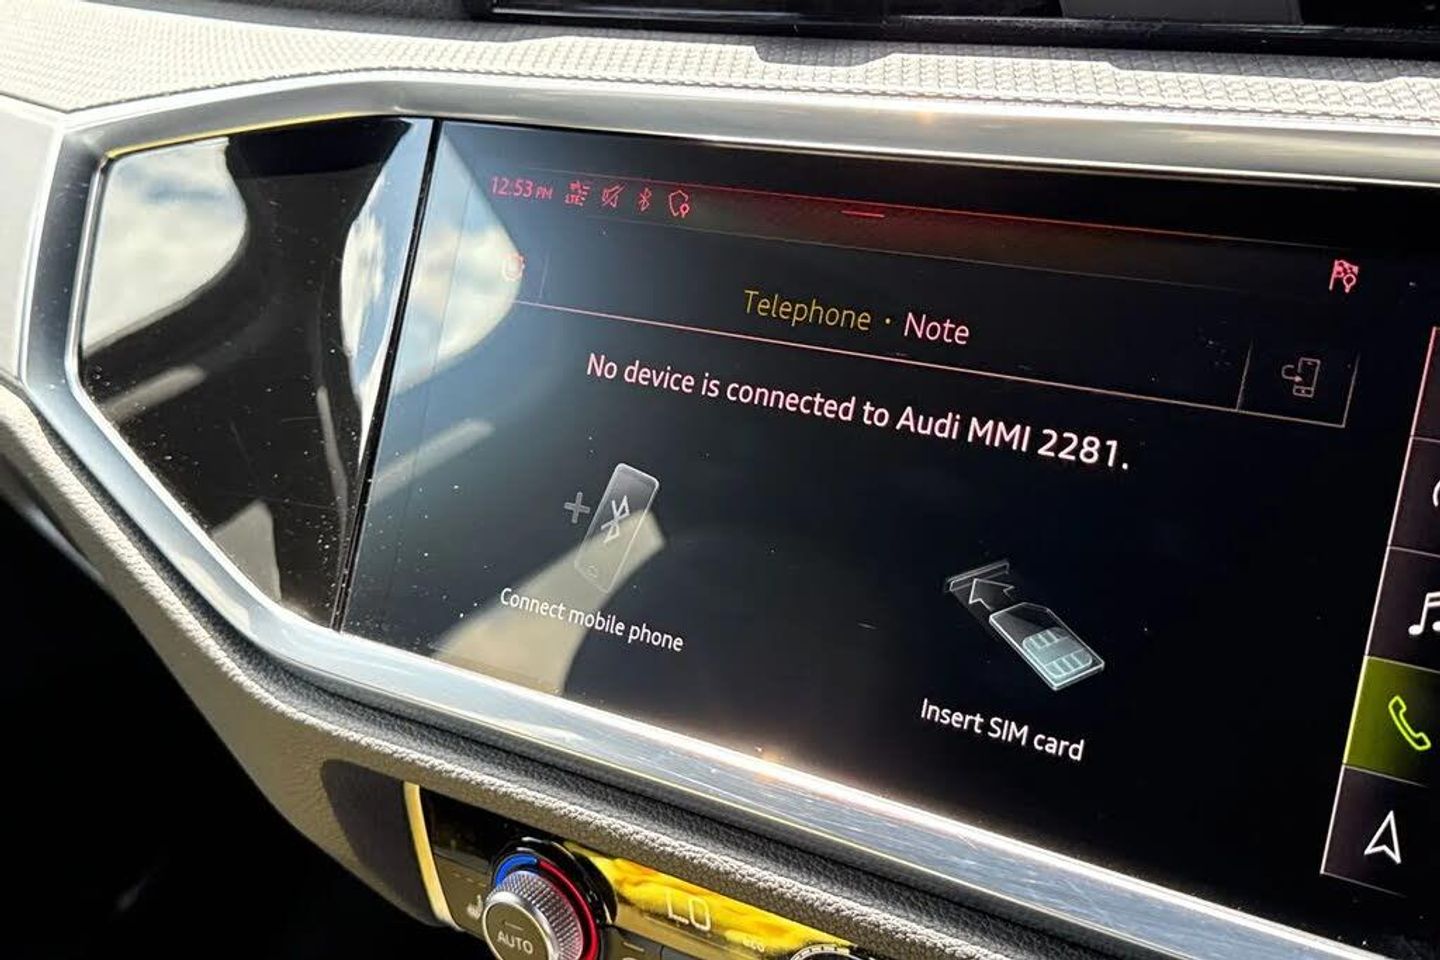 12:53 PM LTE
Telephone · Note
No device is connected to Audi MMI 2281.
Connect mobile phone
Insert SIM card
AUTO
LO
eco